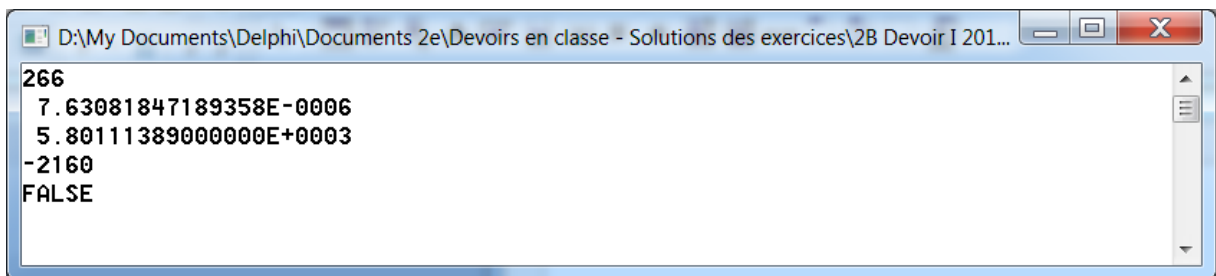 D:\My Documents\Delphi\Documents 2e\Devoirs en classe - Solutions des exercices\2B Devoir I 201...
266
7.63081847189358E-0006
5.80111389000000E+0003
-2160
FALSE